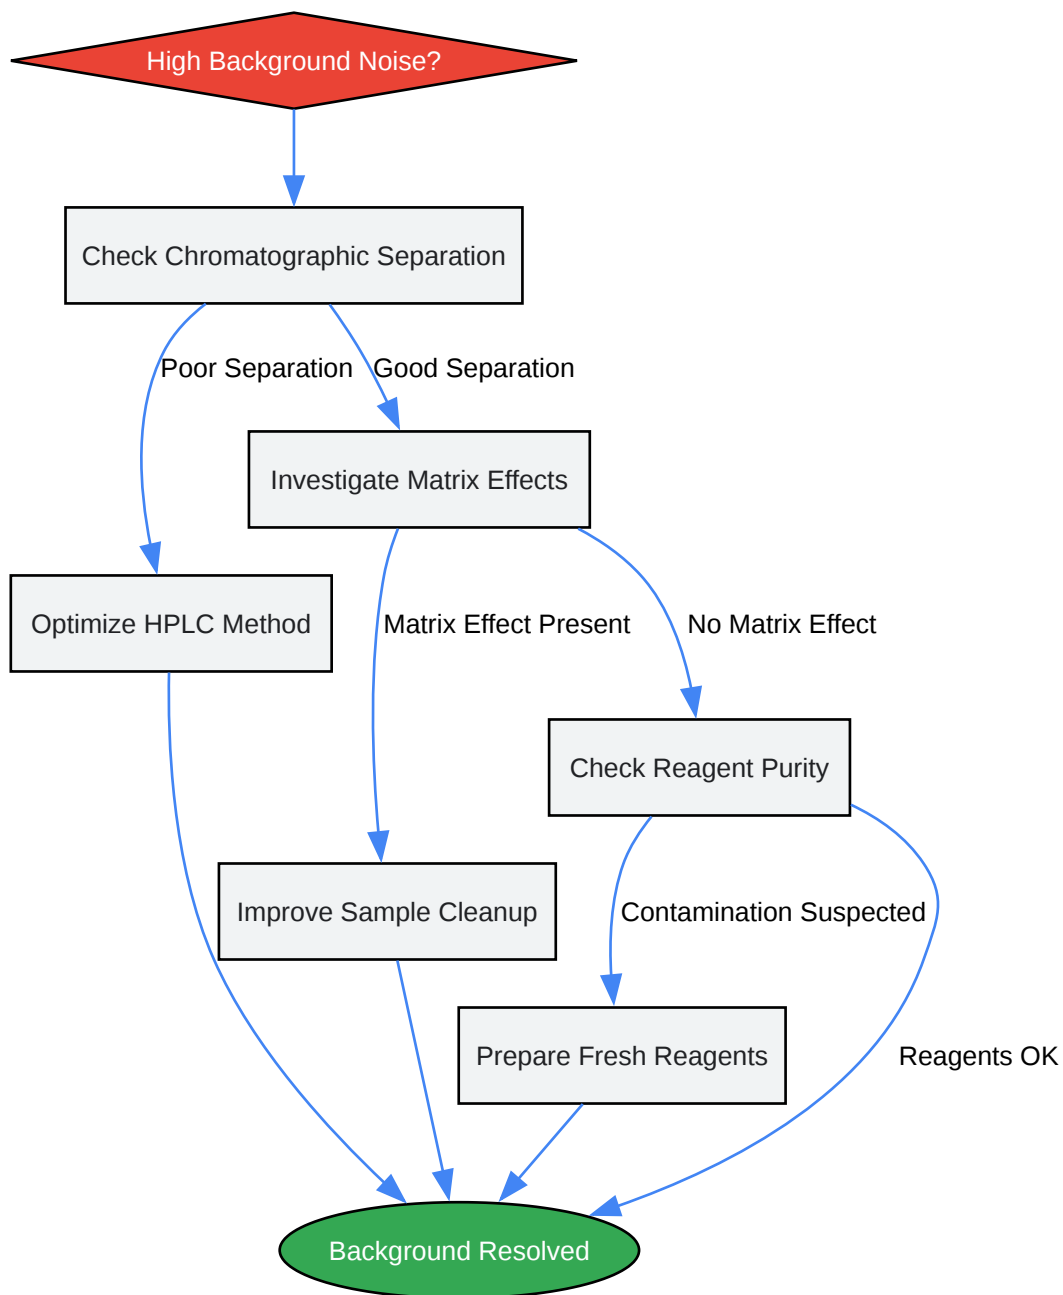 High Background Noise?
Check Chromatographic Separation
Poor Separation
Good Separation
Investigate Matrix Effects
Optimize HPLC Method
Matrix Effect Present
No Matrix Effect
Check Reagent Purity
Improve Sample Cleanup
Contamination Suspected
Prepare Fresh Reagents
Reagents OK
Background Resolved